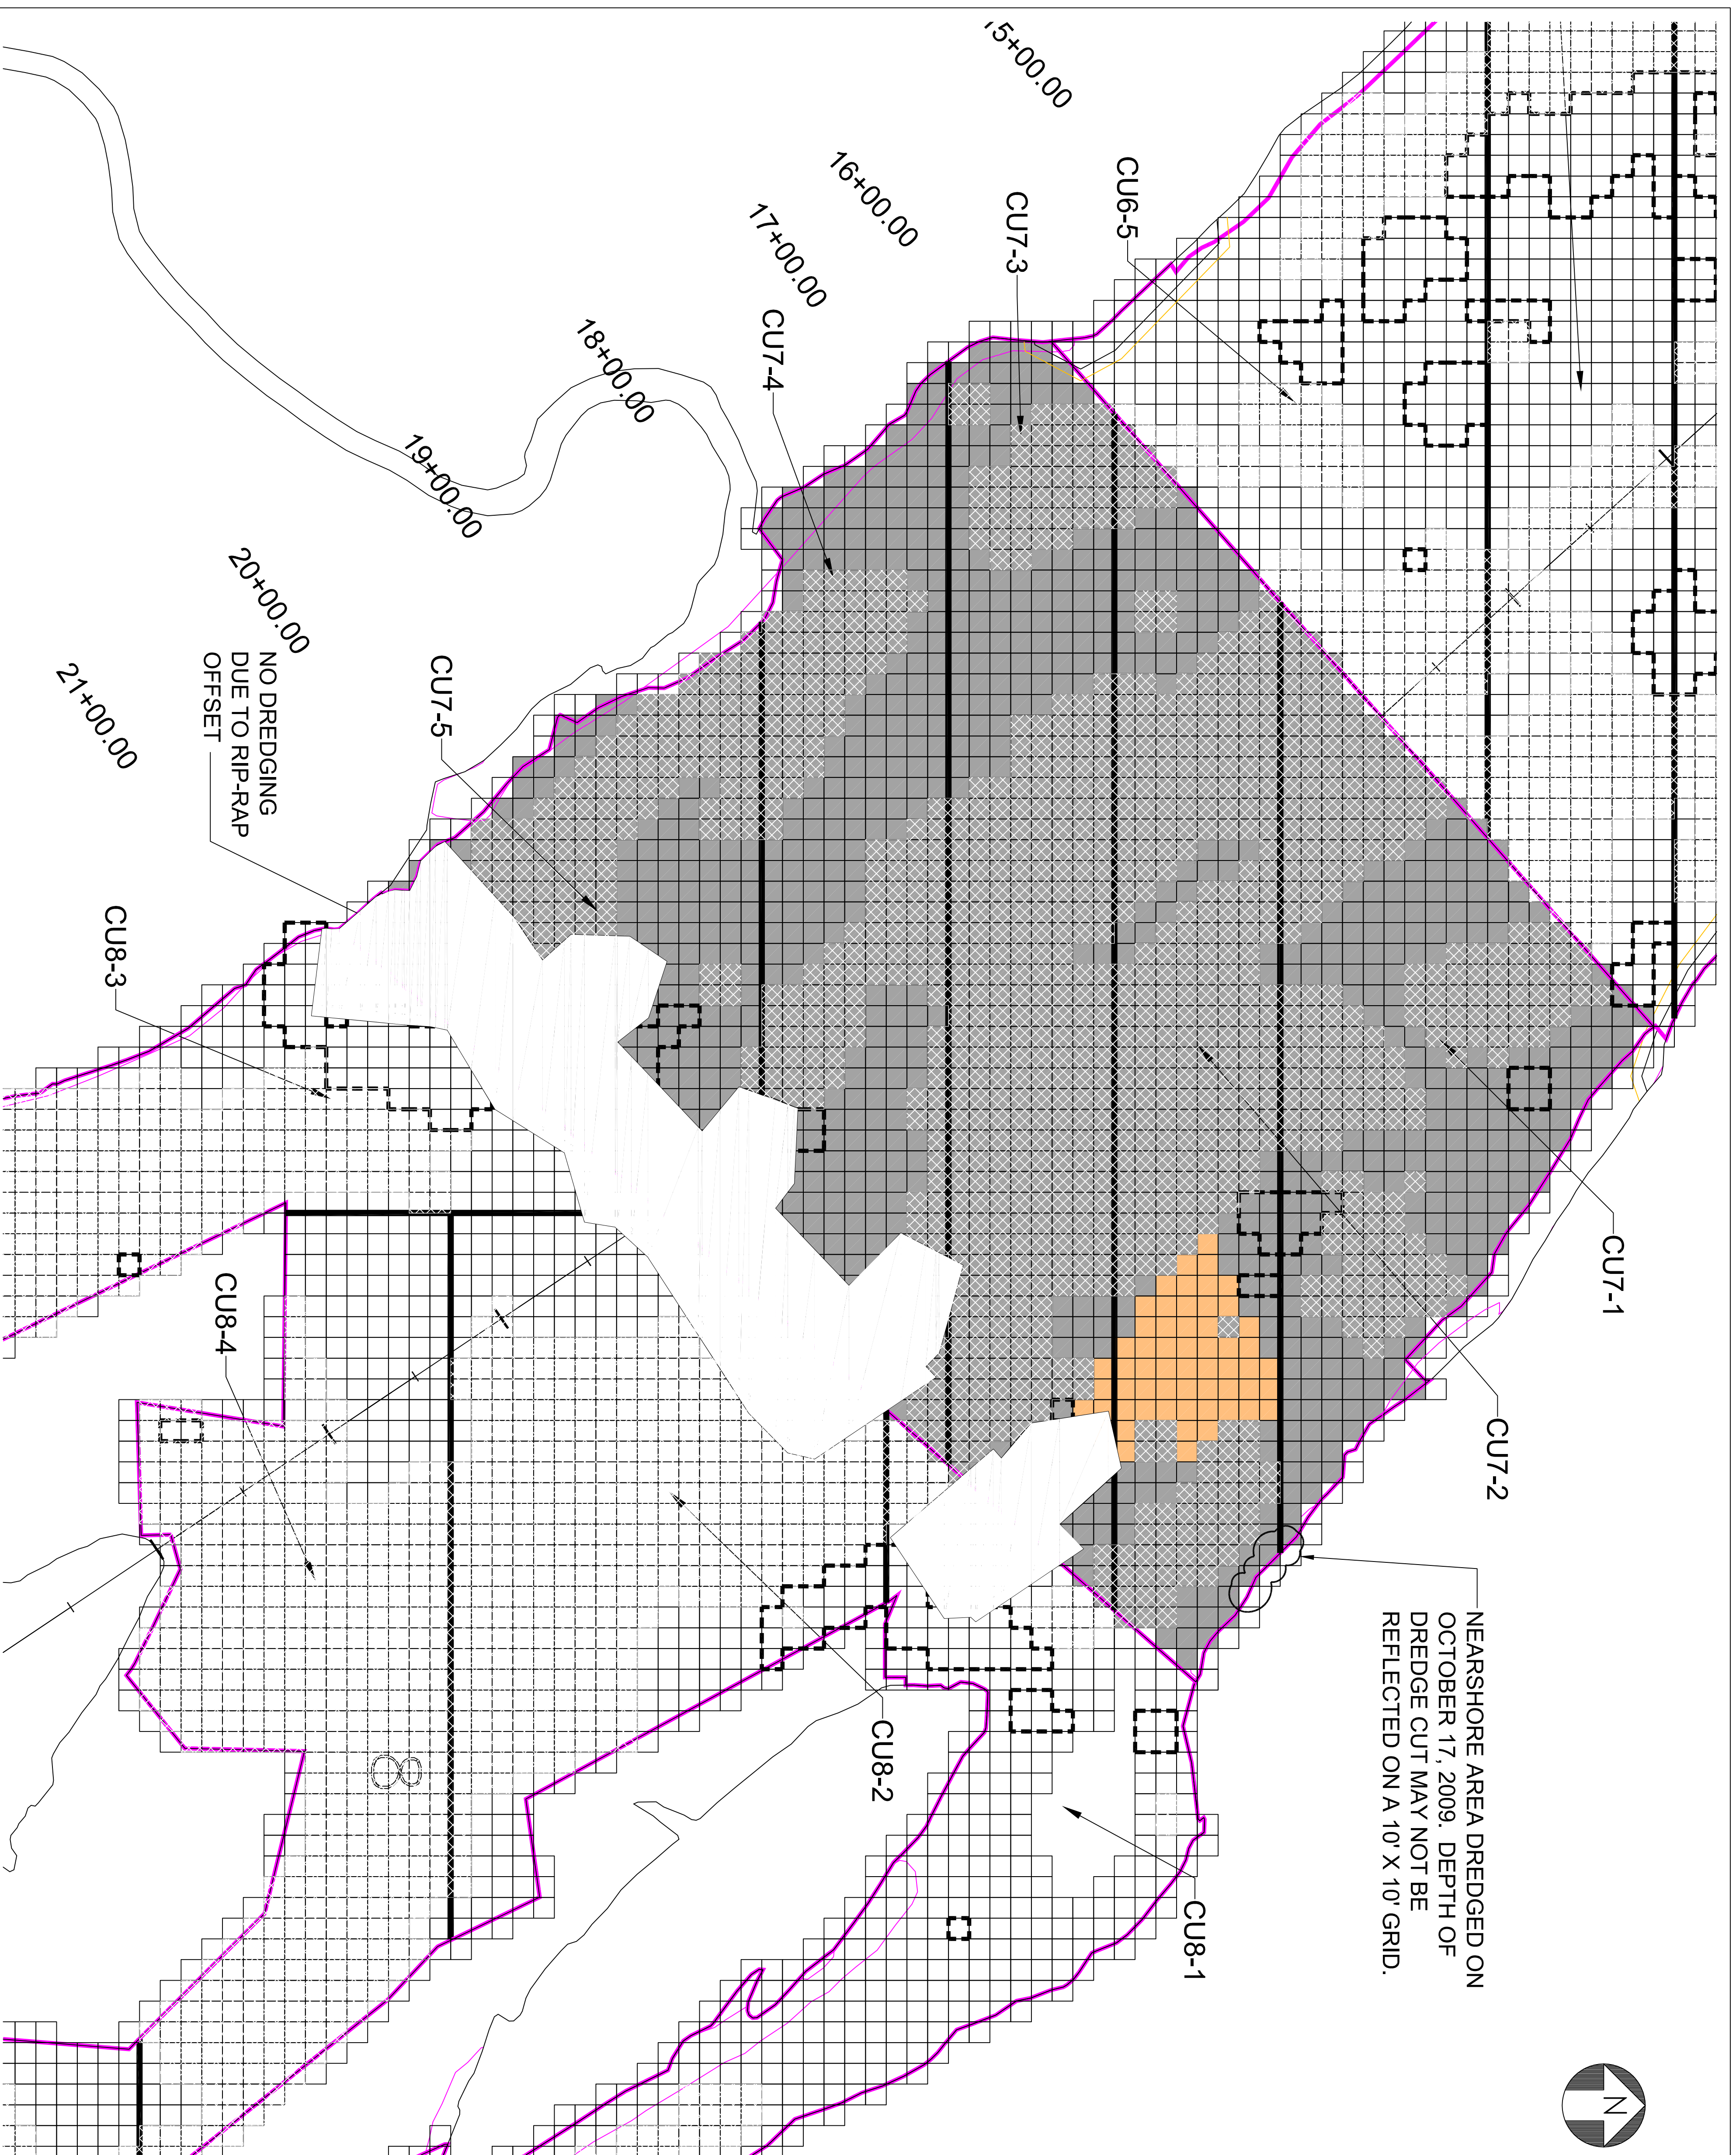 15+00.00
16+00.00
17+00.00
18+00.00
19+00.00
20+00.00
21+00.00
CU6-5
CU7-3
CU7-4
CU7-5
NO DREDGING
DUE TO RIP-RAP
OFFSET
CU8-3
CU8-4
CU7-1
CU7-2
CU8-2
CU8-1
NEARSHORE AREA DREDGED ON
OCTOBER 17, 2009. DEPTH OF
DREDGE CUT MAY NOT BE
REFLECTED ON A 10' X 10' GRID.
8
N